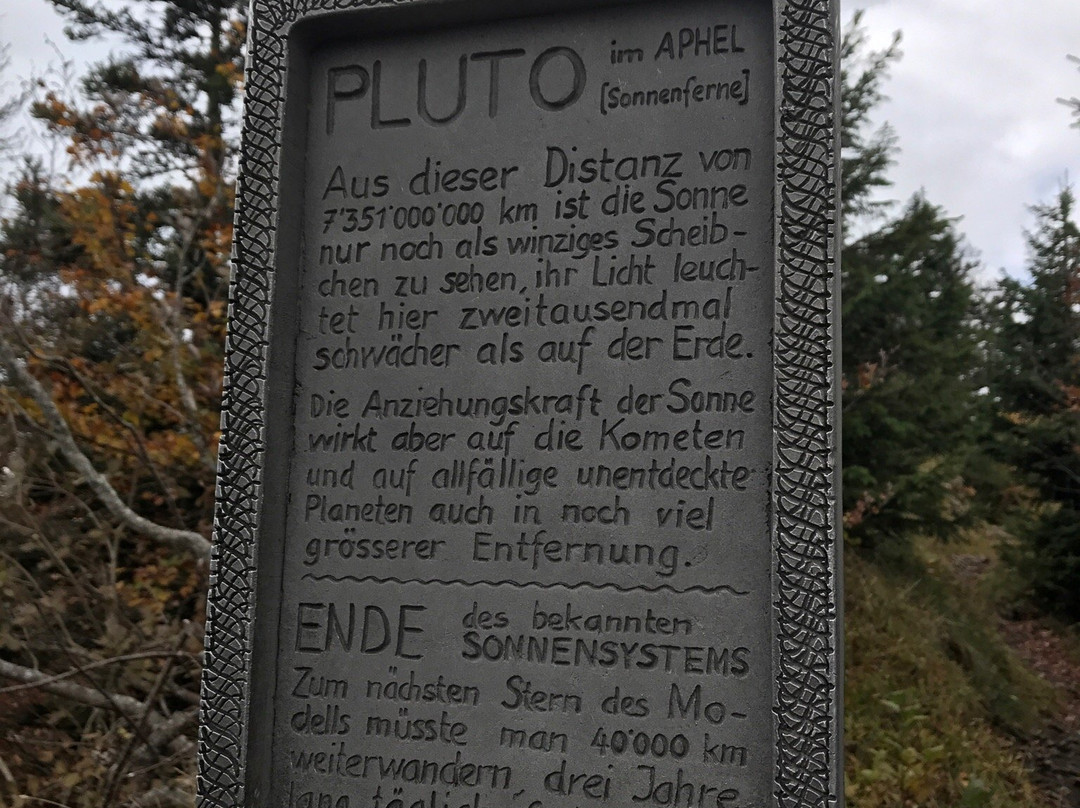 PLUTO im APHEL
[Sonnenferne]
Aus dieser Distanz von
7'351'000'000 km ist die Sonne
nur noch als winziges Scheib-
chen zu sehen, ihr Licht leuch-
tet hier zweitausendmal
schwächer als auf der Erde.
Die Anziehungskraft der Sonne
wirkt aber auf die Kometen
und auf allfällige unentdeckte
Planeten auch in noch viel
grösserer Entfernung.
ENDE des bekannten
SONNENSYSTEMS
Zum nächsten Stern des Mo-
dells müsste man 40'000 km
weiterwandern, drei Jahre
lang täglich